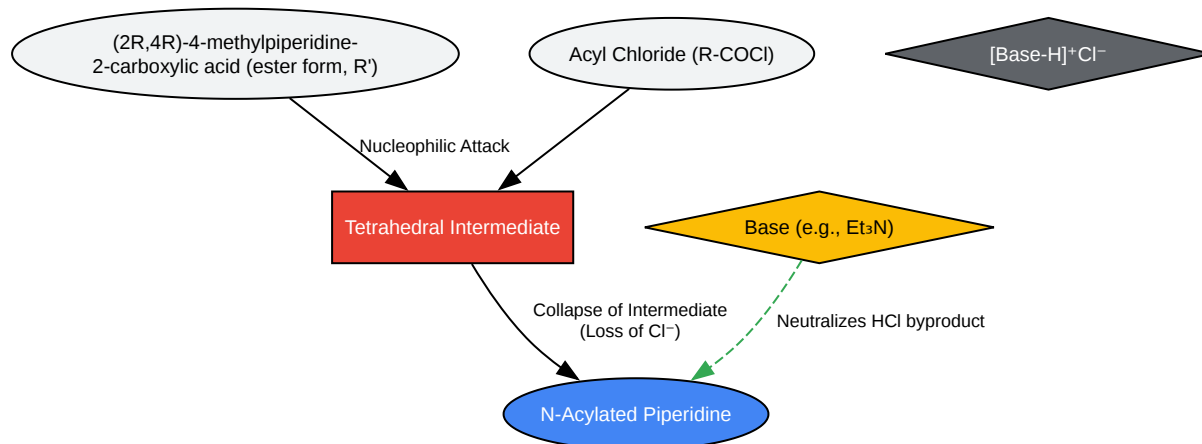 (2R,4R)-4-methylpiperidine-
2-carboxylic acid (ester form, R')
Acyl Chloride (R-COCl)
[Base-H]⁺Cl⁻
Nucleophilic Attack
Tetrahedral Intermediate
Base (e.g., Et₃N)
Collapse of Intermediate
(Loss of Cl⁻)
Neutralizes HCl byproduct
N-Acylated Piperidine